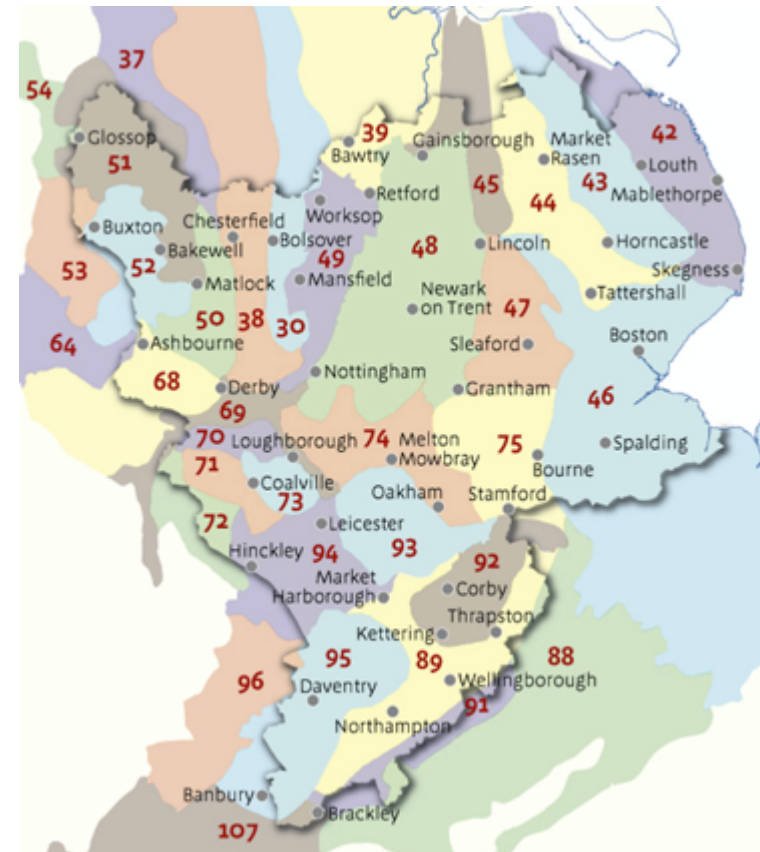 37
54
Glossop
51
39
Bawtry
Gainsborough
Market
Rasen
42
Louth
Mablethorpe
43
45
44
Retford
Worksop
Buxton
Chesterfield
Bolsover
Bakewell
52
53
49
48
Lincoln
Horncastle
Skegness
Mansfield
Matlock
Tattershall
Newark
on Trent
47
50
38
30
64
Ashbourne
Sleaford
Boston
68
Nottingham
Derby
Grantham
46
69
70
Loughborough
74
Melton
Mowbray
75
Spalding
71
Bourne
Coalville
73
Oakham
Stamford
72
Leicester
Hinckley
94
93
92
Market
Harborough
Corby
Thrapston
Kettering
95
89
88
96
Daventry
Wellingborough
91
Northampton
Banbury
Brackley
107